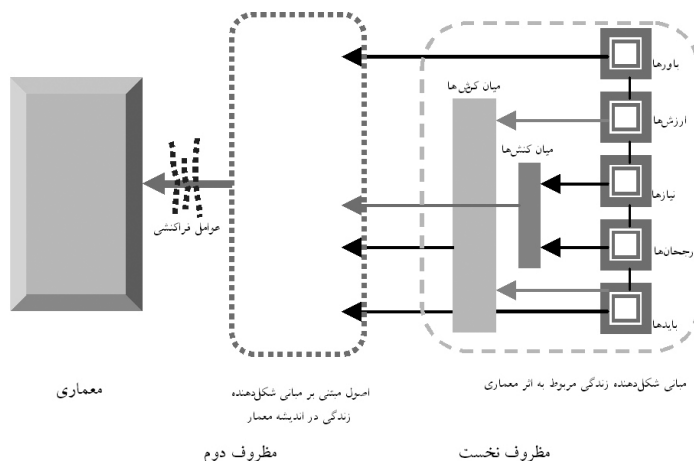 باورها
ارزش‌ها
نیازها
رجحان‌ها
بایدها
میان کرش‌ها
میان کنش‌ها
عوامل فراکنشی
مبانی شکل‌دهنده زندگی مربوط به اثر معماری
اصول مبتنی بر مبانی شکل‌دهنده
زندگی در اندیشه معمار
معماری
مظروف نخست
مظروف دوم